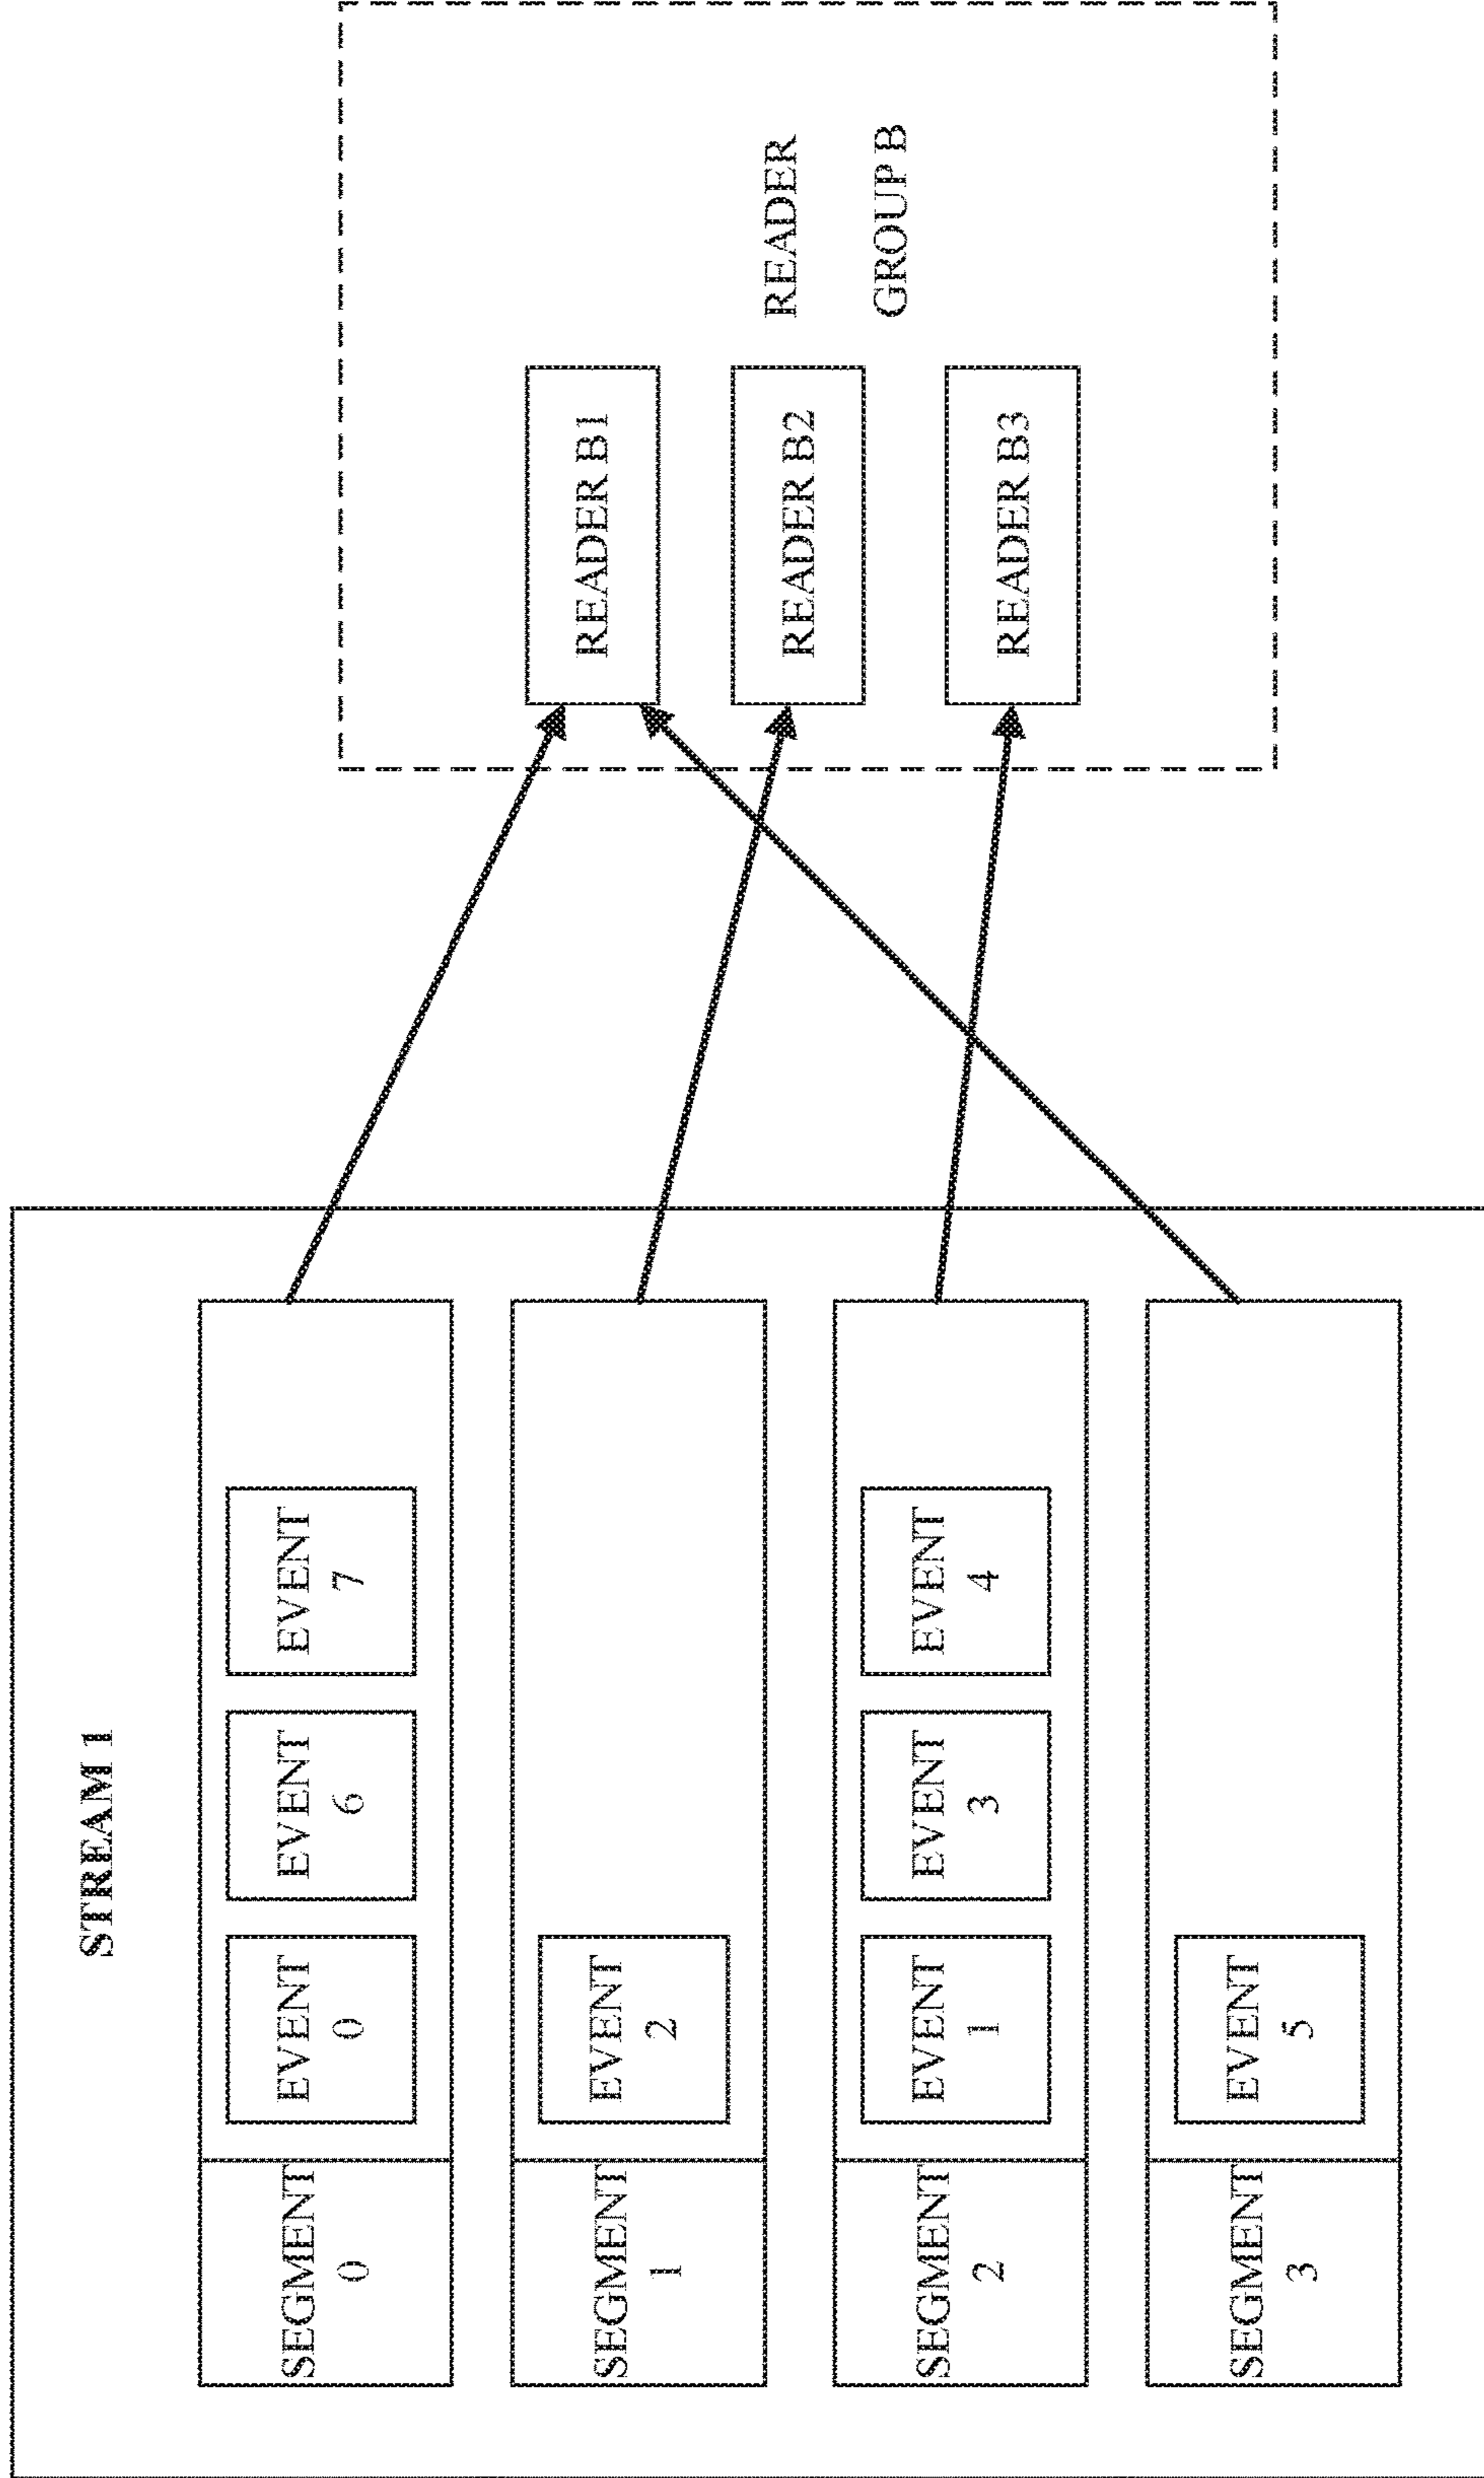 STREAM 1
SEGMENT
0
EVENT
0
EVENT
6
EVENT
7
SEGMENT
1
EVENT
2
SEGMENT
2
EVENT
1
EVENT
3
EVENT
4
SEGMENT
3
EVENT
5
READER B1
READER B2
READER B3
READER
GROUP B